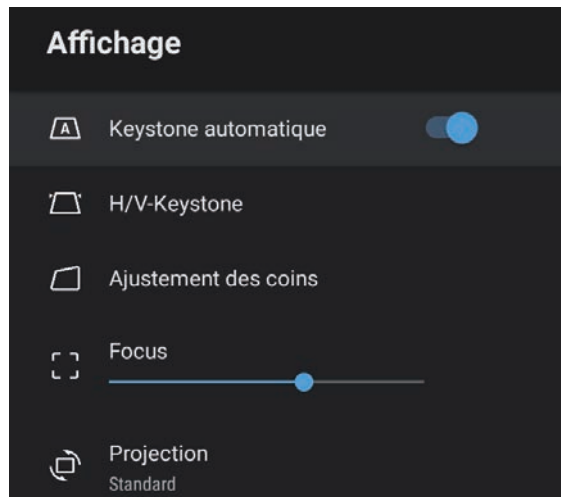 Affichage
A
Keystone automatique
H/V-Keystone
Ajustement des coins
Focus
Projection
Standard